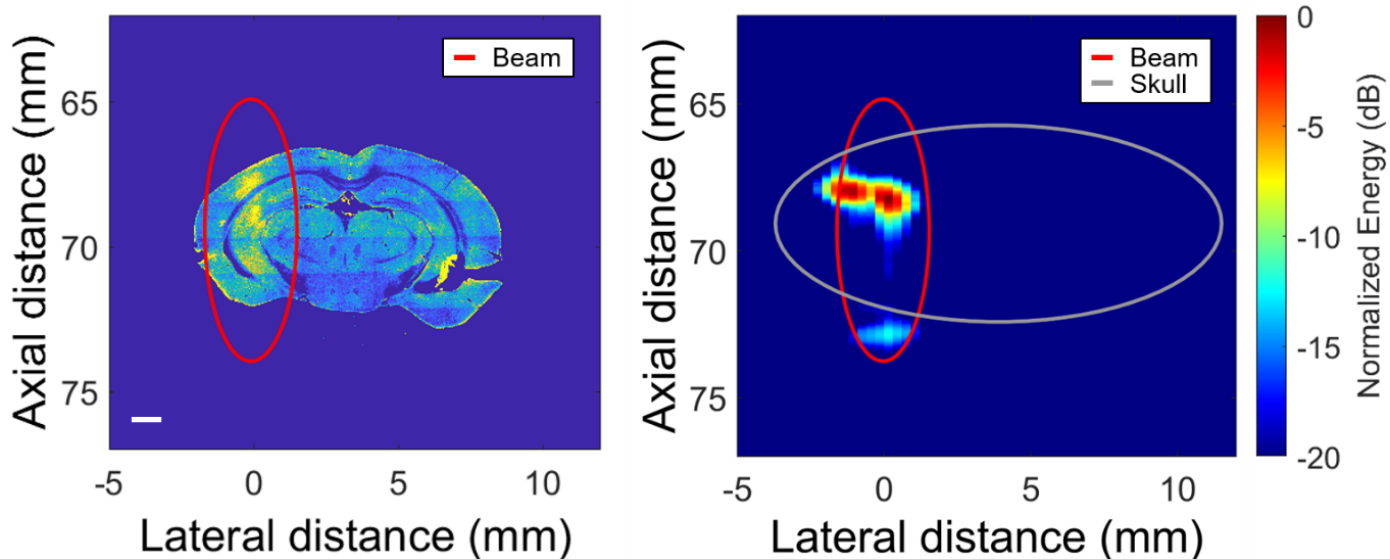 Beam
Axial distance (mm)
65
70
75
-5
0
5
10
Lateral distance (mm)
Beam
Skull
Axial distance (mm)
65
70
75
-5
0
5
10
Lateral distance (mm)
0
-5
-10
-15
-20
Normalized Energy (dB)